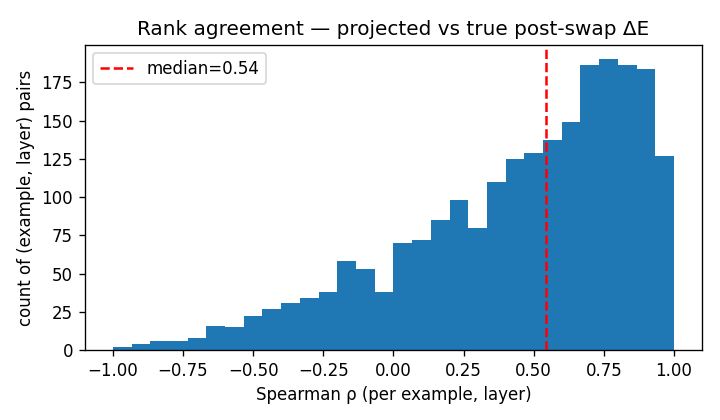 Rank agreement — projected vs true post-swap ΔE
median=0.54
count of (example, layer) pairs
175
150
125
100
75
50
25
0
−1.00 −0.75 −0.50 −0.25 0.00 0.25 0.50 0.75 1.00
Spearman ρ (per example, layer)